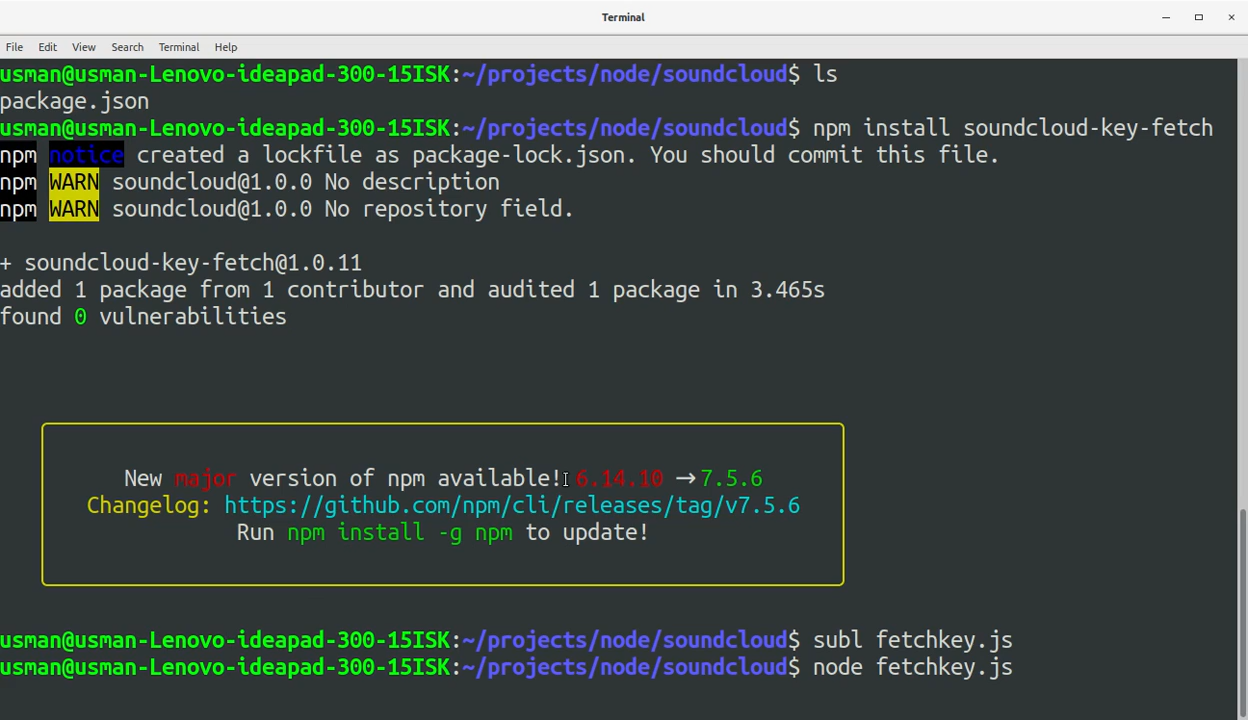 Terminal
File Edit View Search Terminal Help
usman@usman-Lenovo-ideapad-300-15ISK:~/projects/node/soundcloud$ ls
package.json
usman@usman-Lenovo-ideapad-300-15ISK:~/projects/node/soundcloud$ npm install soundcloud-key-fetch
npm notice created a lockfile as package-lock.json. You should commit this file.
npm WARN soundcloud@1.0.0 No description
npm WARN soundcloud@1.0.0 No repository field.
+ soundcloud-key-fetch@1.0.11
added 1 package from 1 contributor and audited 1 package in 3.465s
found 0 vulnerabilities
New major version of npm available! 6.14.10 → 7.5.6
Changelog: https://github.com/npm/cli/releases/tag/v7.5.6
Run npm install -g npm to update!
usman@usman-Lenovo-ideapad-300-15ISK:~/projects/node/soundcloud$ subl fetchkey.js
usman@usman-Lenovo-ideapad-300-15ISK:~/projects/node/soundcloud$ node fetchkey.js